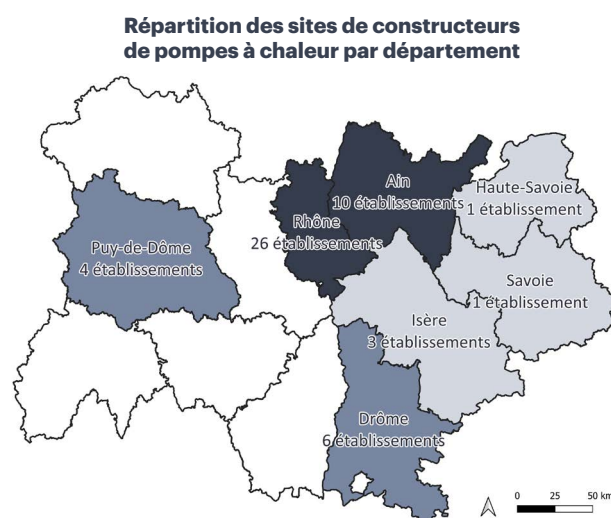 Répartition des sites de constructeurs
de pompes à chaleur par département
Ain
10 établissements
Haute-Savoie
1 établissement
Rhône
26 établissements
Puy-de-Dôme
4 établissements
Savoie
1 établissement
Isère
3 établissements
Drôme
6 établissements
0 25 50 km